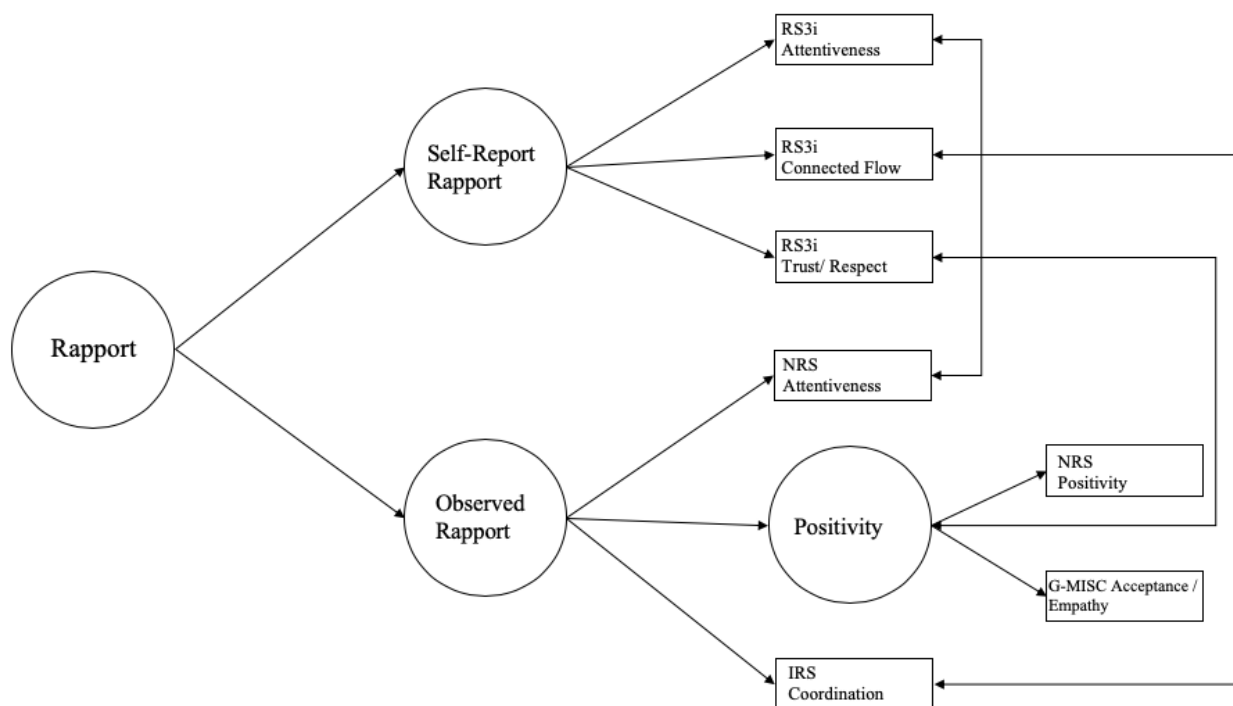 RS3i
Attentiveness
Self-Report
Rapport
RS3i
Connected Flow
RS3i
Trust/ Respect
Rapport
NRS
Attentiveness
Observed
Rapport
Positivity
NRS
Positivity
G-MISC Acceptance /
Empathy
IRS
Coordination